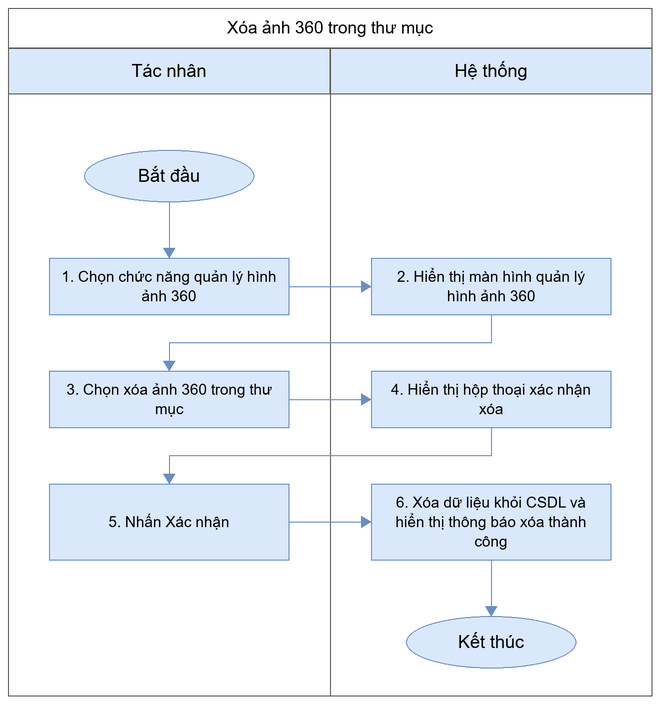 Xóa ảnh 360 trong thư mục
Tác nhân
Hệ thống
Bắt đầu
1. Chọn chức năng quản lý hình
ảnh 360
2. Hiển thị màn hình quản lý
hình ảnh 360
3. Chọn xóa ảnh 360 trong thư
mục
4. Hiển thị hộp thoại xác nhận
xóa
5. Nhấn Xác nhận
6. Xóa dữ liệu khỏi CSDL và
hiển thị thông báo xóa thành
công
Kết thúc